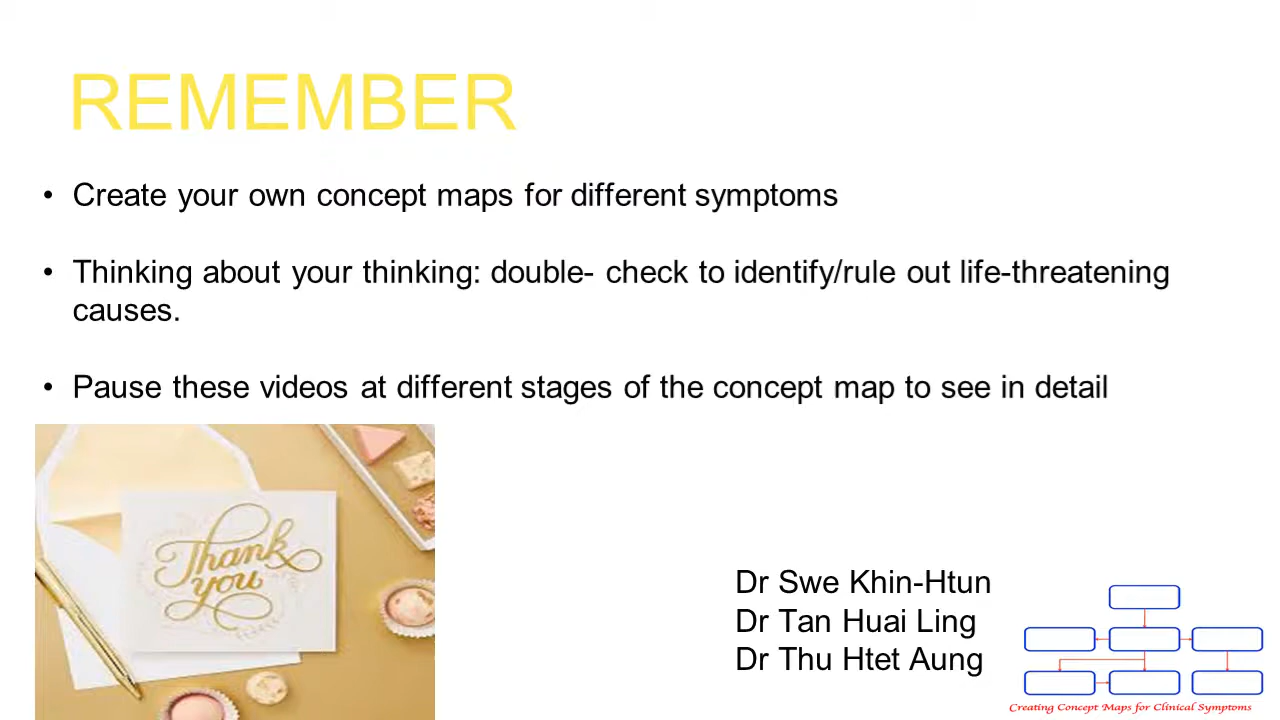 REMEMBER
• Create your own concept maps for different symptoms
• Thinking about your thinking: double- check to identify/rule out life-threatening
causes.
• Pause these videos at different stages of the concept map to see in detail
Thank
you
Dr Swe Khin-Htun
Dr Tan Huai Ling
Dr Thu Htet Aung
Creating Concept Maps for Clinical Symptoms